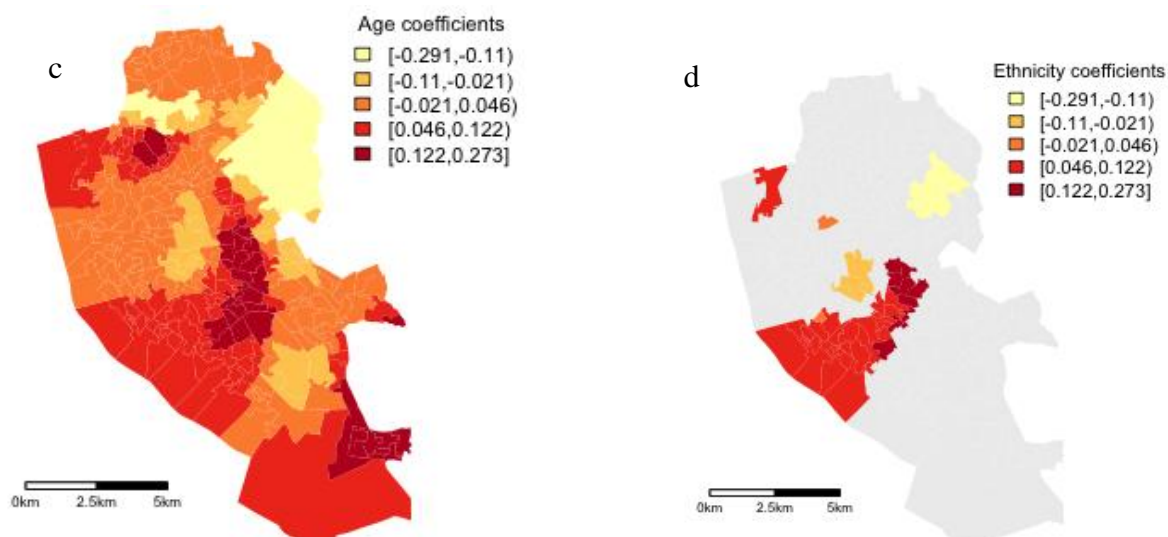 c
Age coefficients
[-0.291,-0.11)
[-0.11,-0.021)
[-0.021,0.046)
[0.046,0.122)
[0.122,0.273]
0km 2.5km 5km
d
Ethnicity coefficients
[-0.291,-0.11)
[-0.11,-0.021)
[-0.021,0.046)
[0.046,0.122)
[0.122,0.273]
0km 2.5km 5km